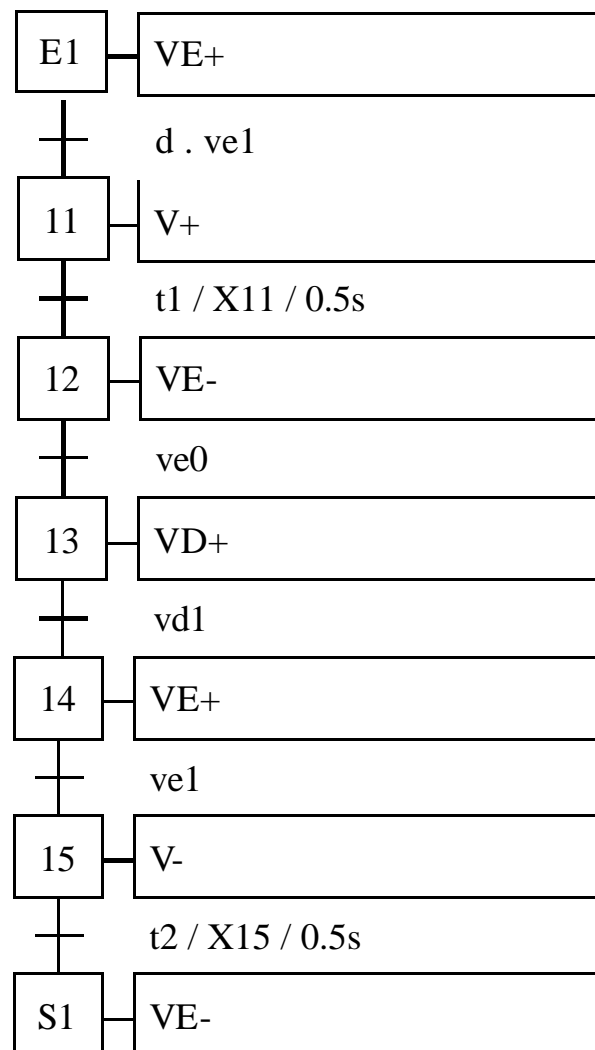 E1 VE+
d . ve1
11 V+
t1 / X11 / 0.5s
12 VE-
ve0
13 VD+
vd1
14 VE+
ve1
15 V-
t2 / X15 / 0.5s
S1 VE-